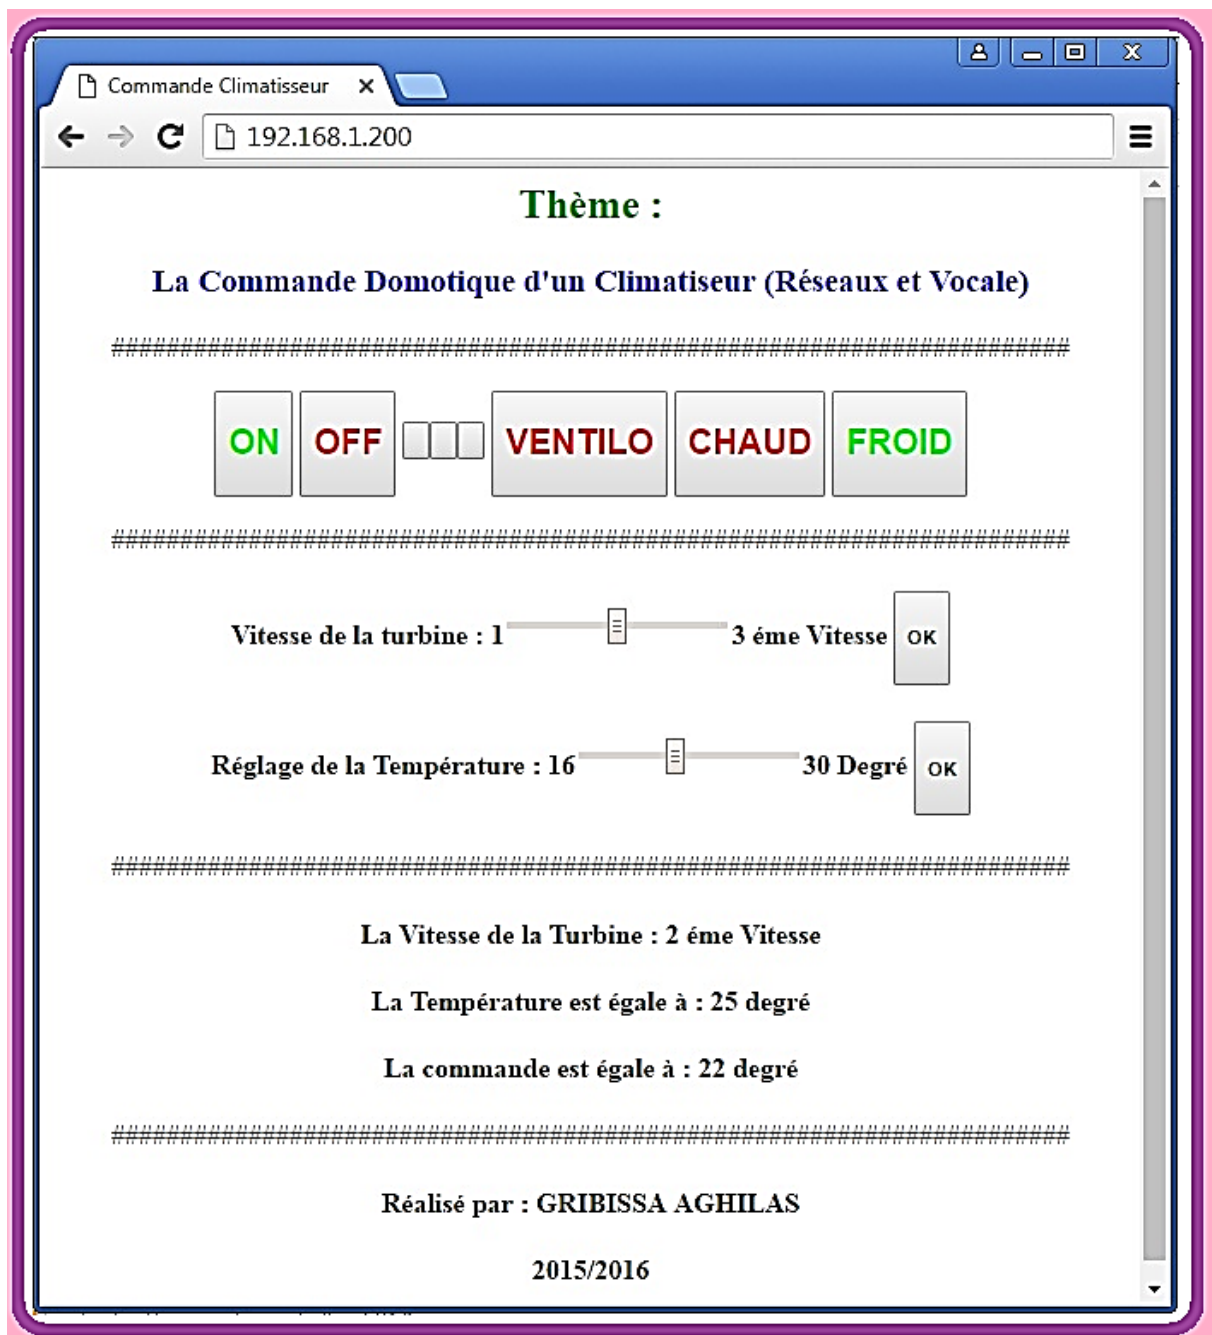 Commande Climatisseur
192.168.1.200
Thème :
La Commande Domotique d'un Climatiseur (Réseaux et Vocale)
####################################################################
ON OFF VENTILO CHAUD FROID
####################################################################
Vitesse de la turbine : 1 3 éme Vitesse OK
Réglage de la Température : 16 30 Degré OK
####################################################################
La Vitesse de la Turbine : 2 éme Vitesse
La Température est égale à : 25 degré
La commande est égale à : 22 degré
####################################################################
Réalisé par : GRIBISSA AGHILAS
2015/2016